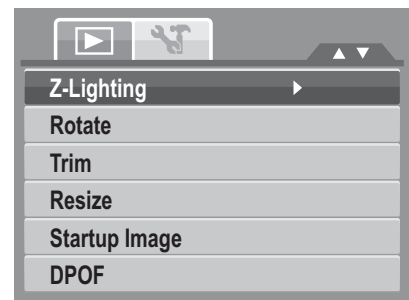 Z-Lighting
Rotate
Trim
Resize
Startup Image
DPOF